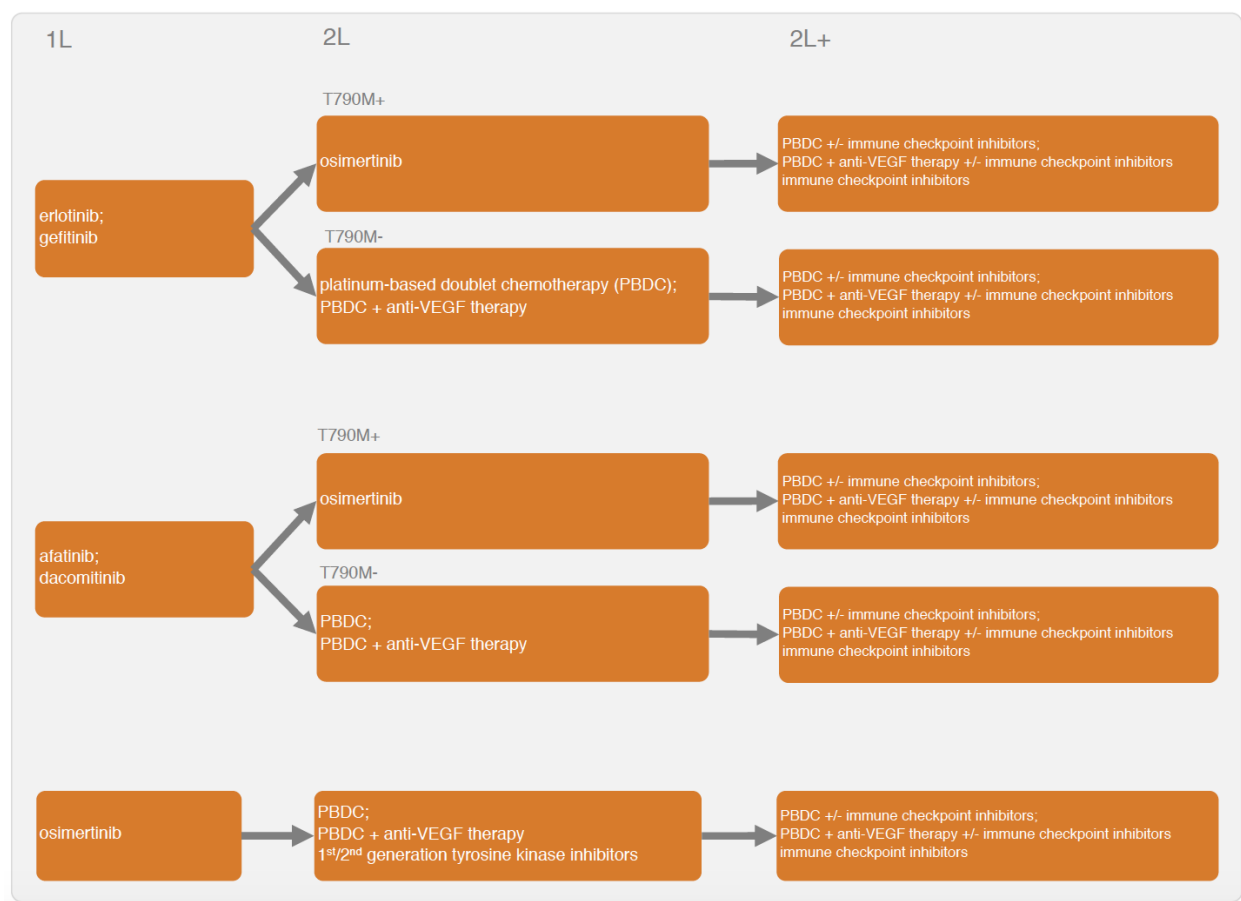 1L
2L
2L+
T790M+
erlotinib;
gefitinib
osimertinib
PBDC +/- immune checkpoint inhibitors;
PBDC + anti-VEGF therapy +/- immune checkpoint inhibitors
immune checkpoint inhibitors
T790M-
platinum-based doublet chemotherapy (PBDC);
PBDC + anti-VEGF therapy
PBDC +/- immune checkpoint inhibitors;
PBDC + anti-VEGF therapy +/- immune checkpoint inhibitors
immune checkpoint inhibitors
T790M+
afatinib;
dacomitinib
osimertinib
PBDC +/- immune checkpoint inhibitors;
PBDC + anti-VEGF therapy +/- immune checkpoint inhibitors
immune checkpoint inhibitors
T790M-
PBDC;
PBDC + anti-VEGF therapy
PBDC +/- immune checkpoint inhibitors;
PBDC + anti-VEGF therapy +/- immune checkpoint inhibitors
immune checkpoint inhibitors
osimertinib
PBDC;
PBDC + anti-VEGF therapy
1st/2nd generation tyrosine kinase inhibitors
PBDC +/- immune checkpoint inhibitors;
PBDC + anti-VEGF therapy +/- immune checkpoint inhibitors
immune checkpoint inhibitors